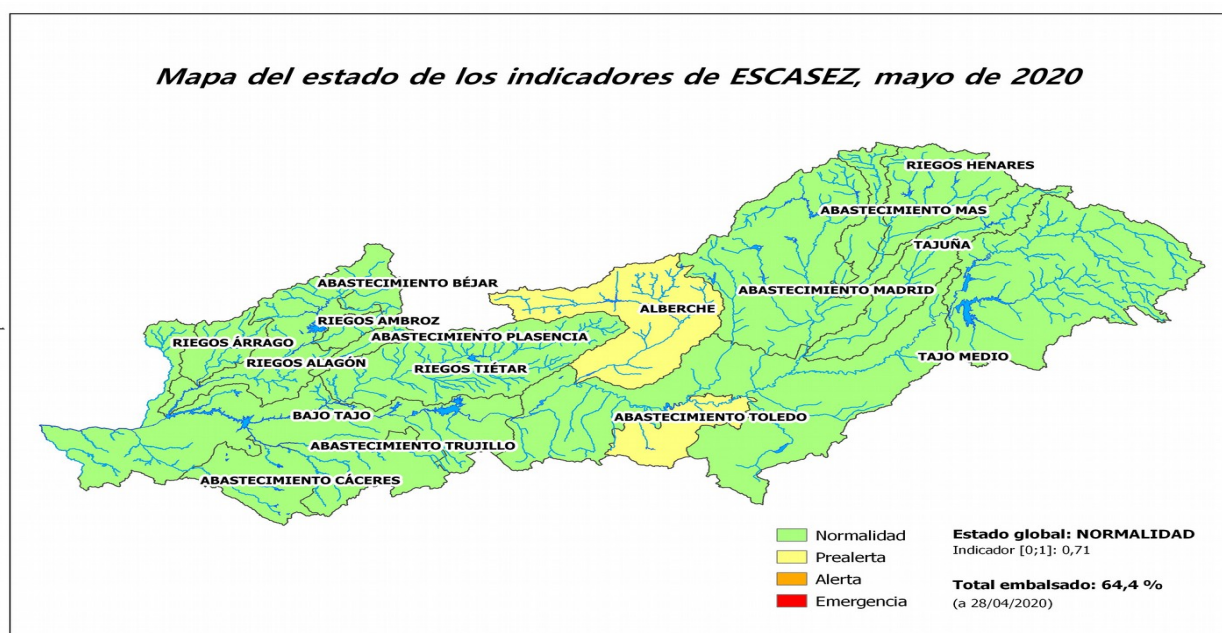 Mapa del estado de los indicadores de ESCASEZ, mayo de 2020
RIEGOS HENARES
ABASTECIMIENTO MAS
TAJUÑA
ABASTECIMIENTO BÉJAR
ABASTECIMIENTO MADRID
ALBERCHE
RIEGOS AMBROZ
ABASTECIMIENTO PLASENCIA
RIEGOS ÁRRAGO
TAJO MEDIO
RIEGOS ALAGÓN
RIEGOS TIÉTAR
BAJO TAJO
ABASTECIMIENTO TOLEDO
ABASTECIMIENTO TRUJILLO
ABASTECIMIENTO CÁCERES
Normalidad
Prealerta
Alerta
Emergencia
Estado global: NORMALIDAD
Indicador [0;1]: 0,71
Total embalsado: 64,4 %
(a 28/04/2020)